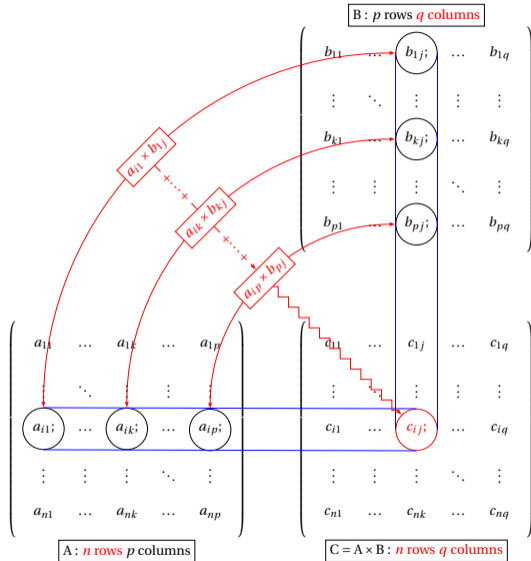 B : p rows q columns
b11 … b1j; … b1q
⋮ ⋱ ⋮ ⋮ ⋮
bk1 … bkj; … bkq
⋮ ⋮ ⋮ ⋱ ⋮
bp1 … bpj; … bpq
ai1 × b1j
+ ⋯ +
aik × bkj
+ ⋯ +
aip × bpj
a11 … a1k … a1p
⋮ ⋱ ⋮ ⋮ ⋮
ai1; … aik; … aip;
⋮ ⋮ ⋮ ⋱ ⋮
an1 … ank … anp
A : n rows p columns
c11 … c1j … c1q
⋮ ⋱ ⋮ ⋮ ⋮
ci1 … cij; … ciq
⋮ ⋮ ⋮ ⋱ ⋮
cn1 … cnk … cnq
C = A × B : n rows q columns